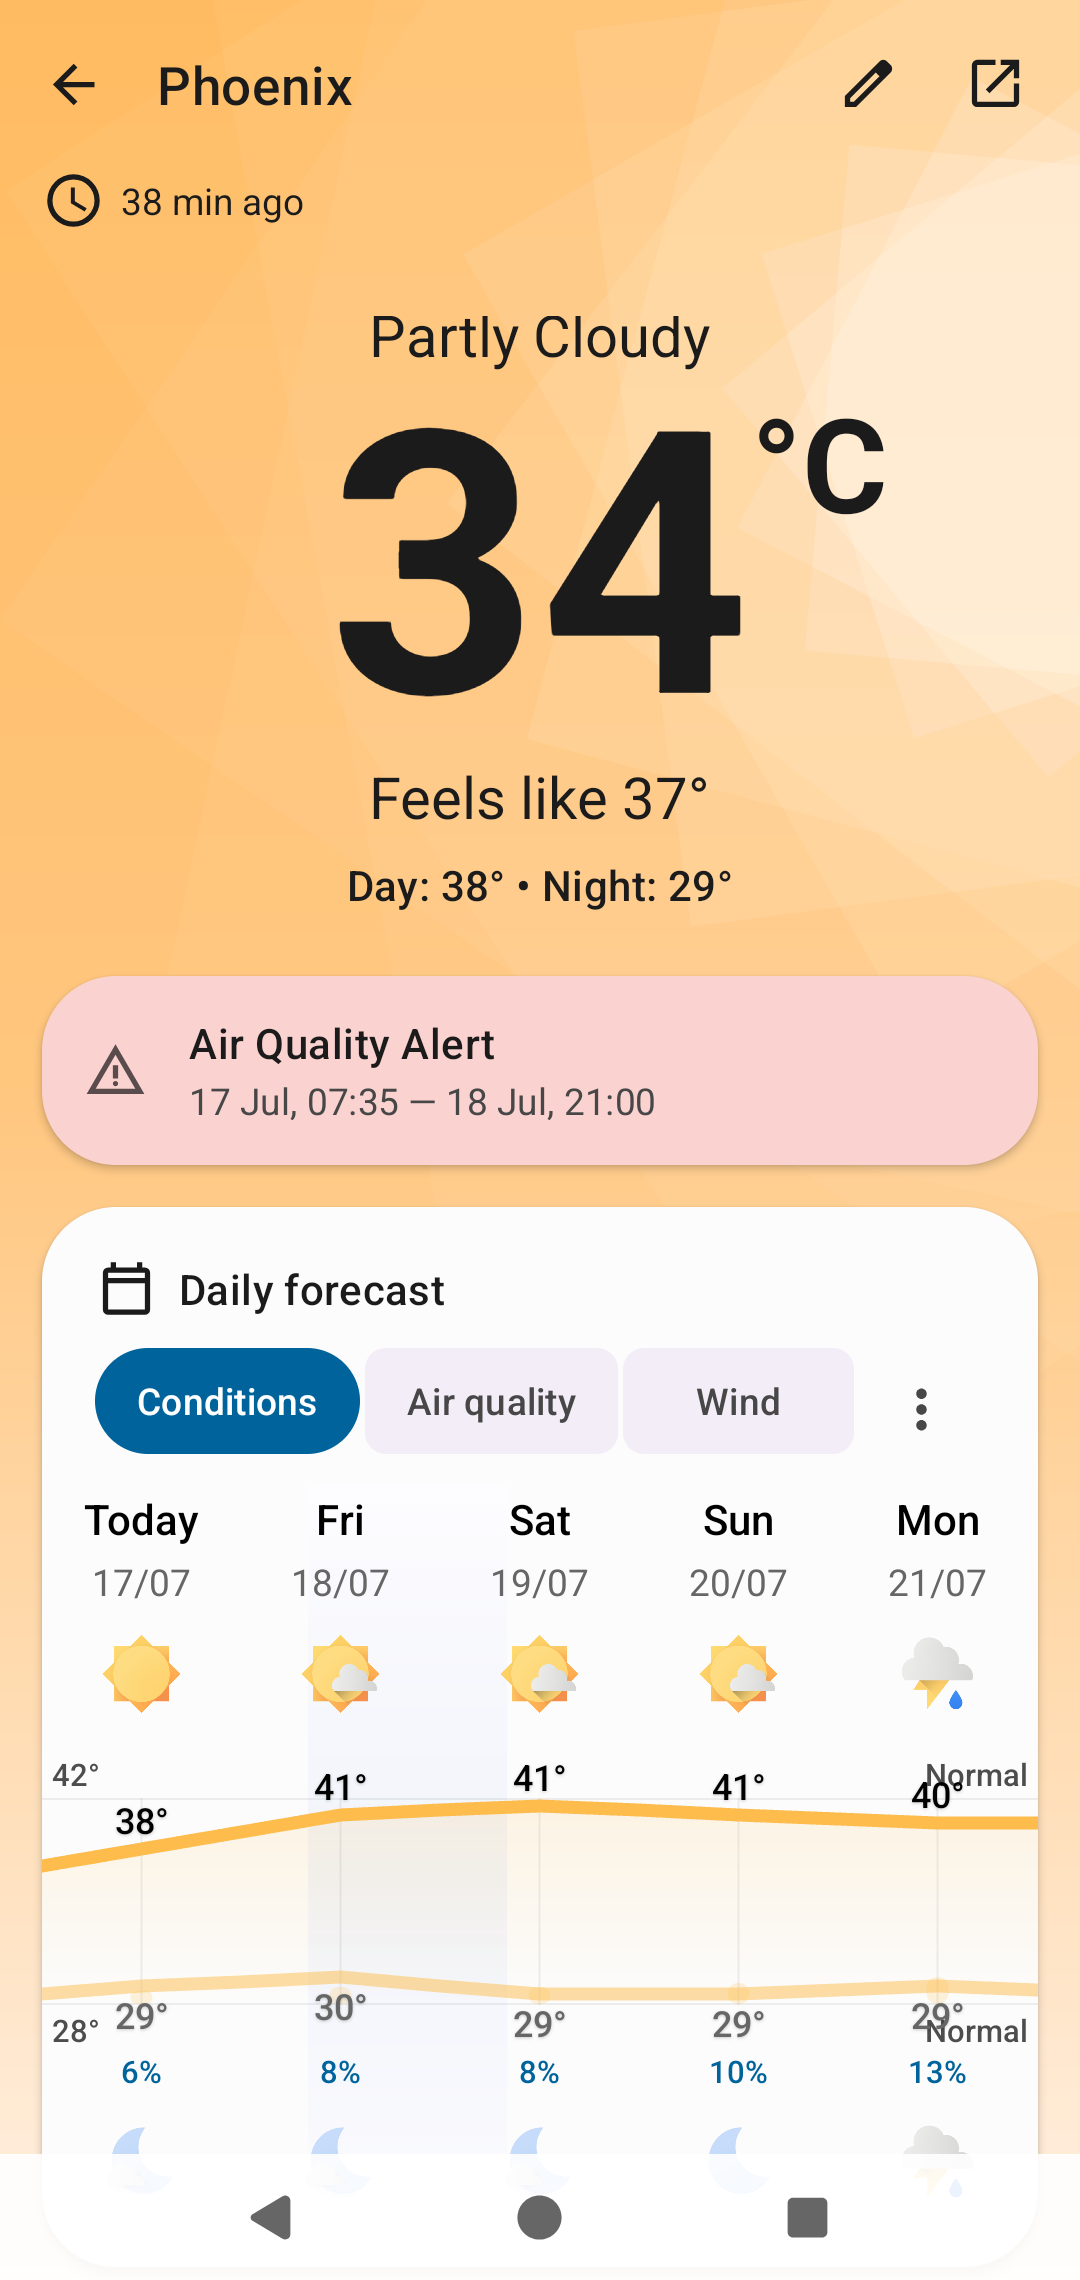 Phoenix
38 min ago
Partly Cloudy
34 °C
Feels like 37°
Day: 38° • Night: 29°
Air Quality Alert
17 Jul, 07:35 — 18 Jul, 21:00
Daily forecast
Conditions Air quality Wind
Today Fri Sat Sun Mon
17/07 18/07 19/07 20/07 21/07
42° Normal
38° 41° 41° 41° 40°
29° 30° 29° 29° 29°
28° Normal
6% 8% 8% 10% 13%